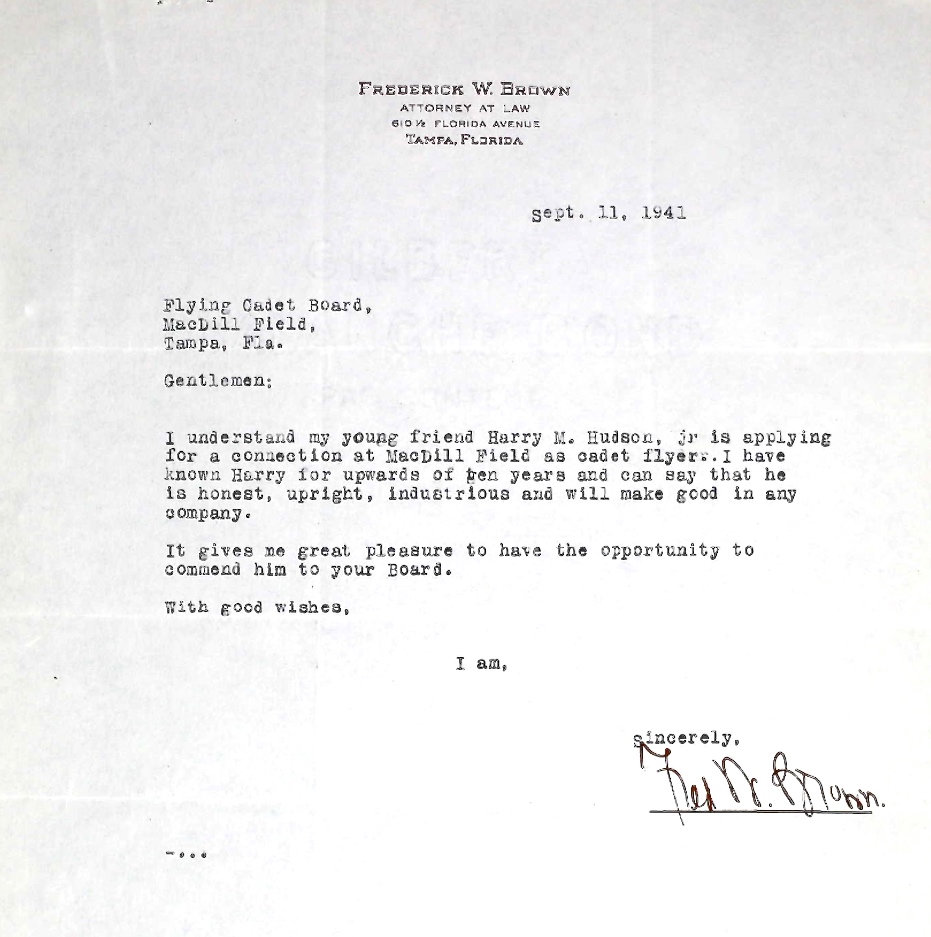 FREDERICK W. BROWN
ATTORNEY AT LAW
610 ½ FLORIDA AVENUE
TAMPA, FLORIDA
sept. 11, 1941
Flying Cadet Board,
MacDill Field,
Tampa, Fla.
Gentlemen:
I understand my young friend Harry M. Hudson, jr is applying
for a connection at MacDill Field as cadet flyer..I have
known Harry for upwards of ten years and can say that he
is honest, upright, industrious and will make good in any
company.
It gives me great pleasure to have the opportunity to
commend him to your Board.
With good wishes,
I am,
sincerely,
Fred W. Brown.
-...